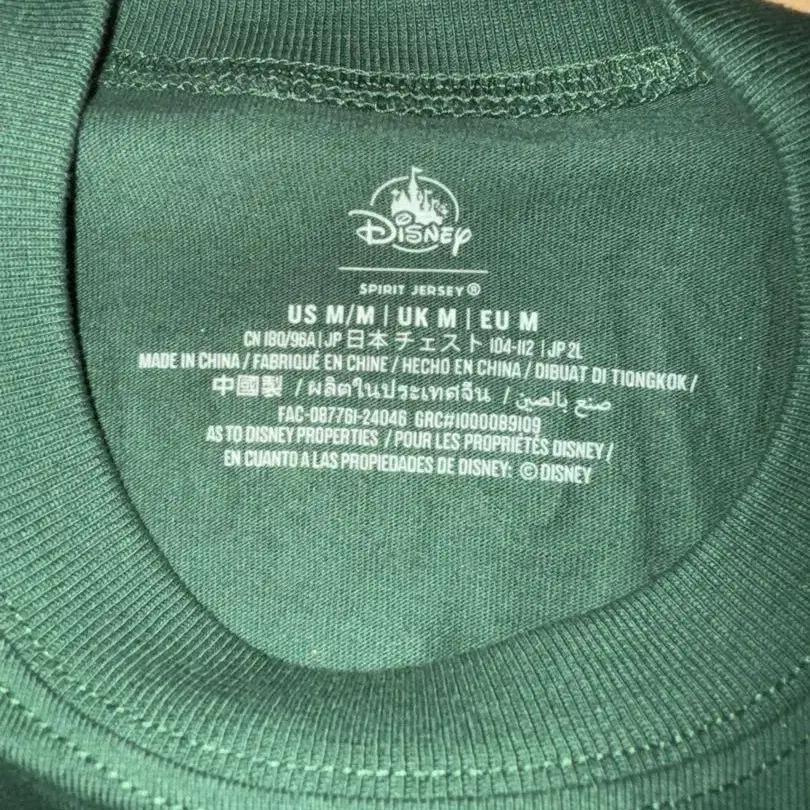 Disney
SPIRIT JERSEY®
US M/M | UK M | EU M
CN 180/96A | JP 日本 チェスト 104-112 | JP 2L
MADE IN CHINA / FABRIQUÉ EN CHINE / HECHO EN CHINA / DIBUAT DI TIONGKOK /
中國製 / ผลิตในประเทศจีน / صنع بالصين
FAC-087761-24046 GRC#1000089109
AS TO DISNEY PROPERTIES / POUR LES PROPRIÉTÉS DISNEY /
EN CUANTO A LAS PROPIEDADES DE DISNEY: © DISNEY